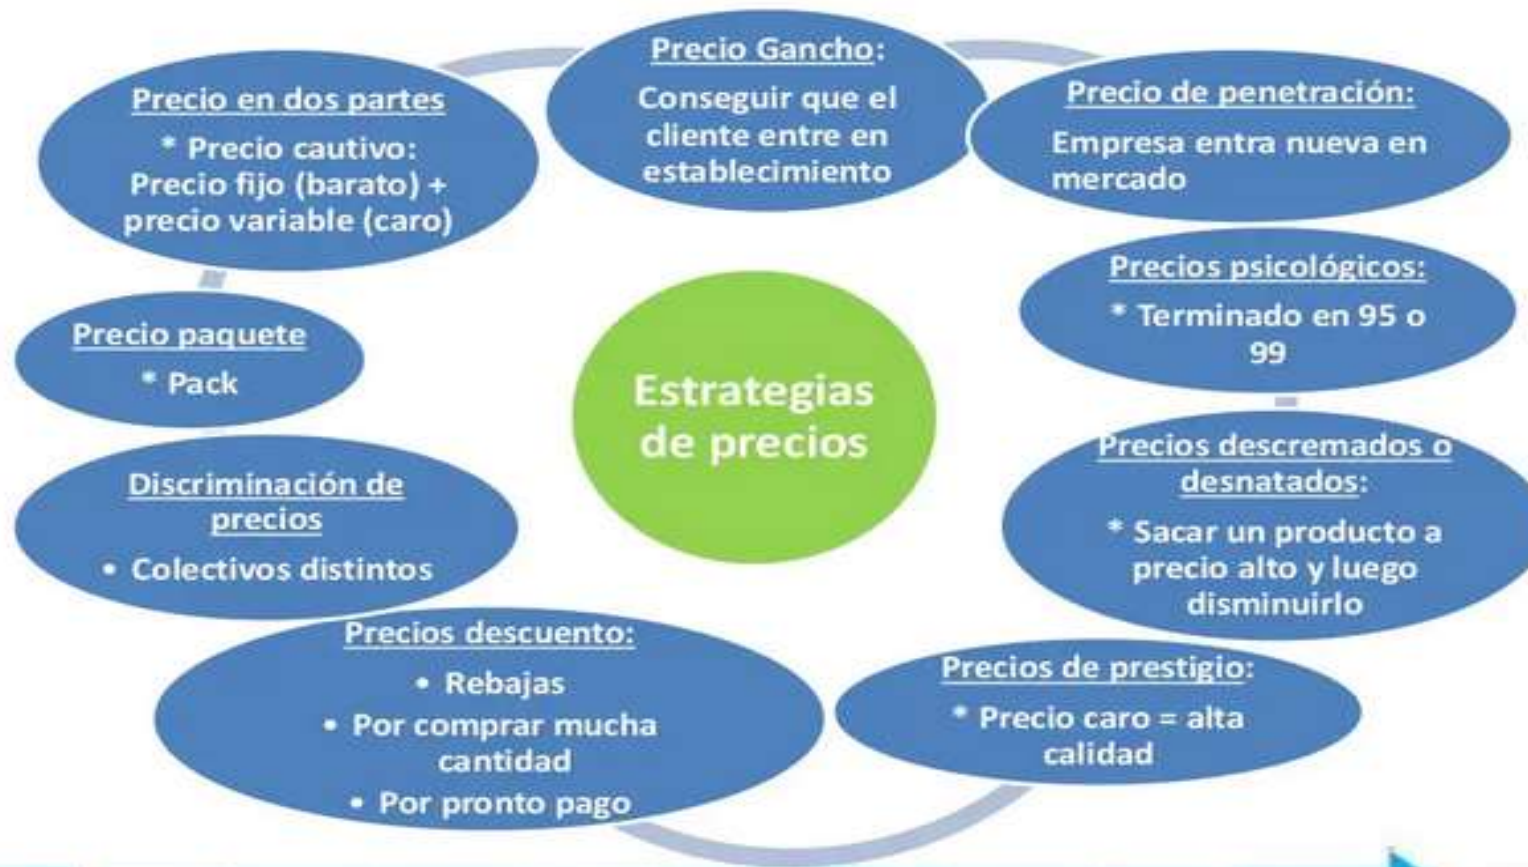 Precio Gancho:
Conseguir que el
cliente entre en
establecimiento
Precio de penetración:
Empresa entra nueva en
mercado
Precios psicológicos:
* Terminado en 95 o
99
Precios descremados o
desnatados:
* Sacar un producto a
precio alto y luego
disminuirlo
Precios de prestigio:
* Precio caro = alta
calidad
Precios descuento:
• Rebajas
• Por comprar mucha
cantidad
• Por pronto pago
Discriminación de
precios
• Colectivos distintos
Precio paquete
* Pack
Precio en dos partes
* Precio cautivo:
Precio fijo (barato) +
precio variable (caro)
Estrategias
de precios